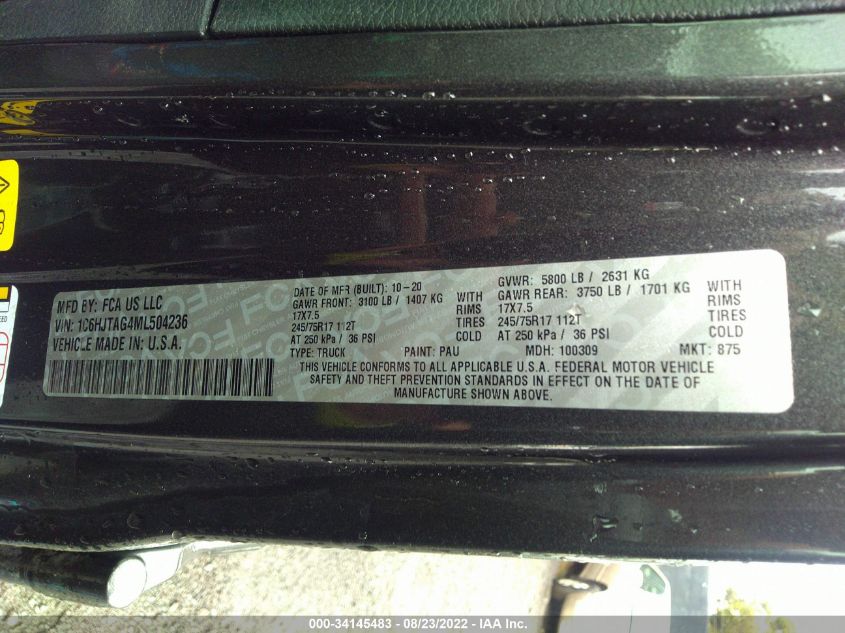 MFD BY: FCA US LLC
VIN: 1C6HJTAG4ML504236
VEHICLE MADE IN: U.S.A.
DATE OF MFR (BUILT): 10-20
GAWR FRONT: 3100 LB / 1407 KG WITH
17X7.5 RIMS
245/75R17 112T TIRES
AT 250 kPa / 36 PSI COLD
GVWR: 5800 LB / 2631 KG
GAWR REAR: 3750 LB / 1701 KG WITH
17X7.5 RIMS
245/75R17 112T TIRES
AT 250 kPa / 36 PSI COLD
TYPE: TRUCK PAINT: PAU MDH: 100309 MKT: 875
THIS VEHICLE CONFORMS TO ALL APPLICABLE U.S.A. FEDERAL MOTOR VEHICLE
SAFETY AND THEFT PREVENTION STANDARDS IN EFFECT ON THE DATE OF
MANUFACTURE SHOWN ABOVE.
000-34145483 - 08/23/2022 - IAA Inc.